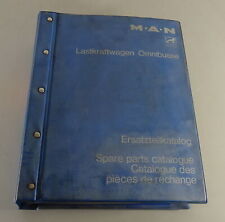 M·A·N
Lastkraftwagen Omnibusse
Ersatzteilkatalog
Spare parts catalogue
Catalogue des
pièces de rechange